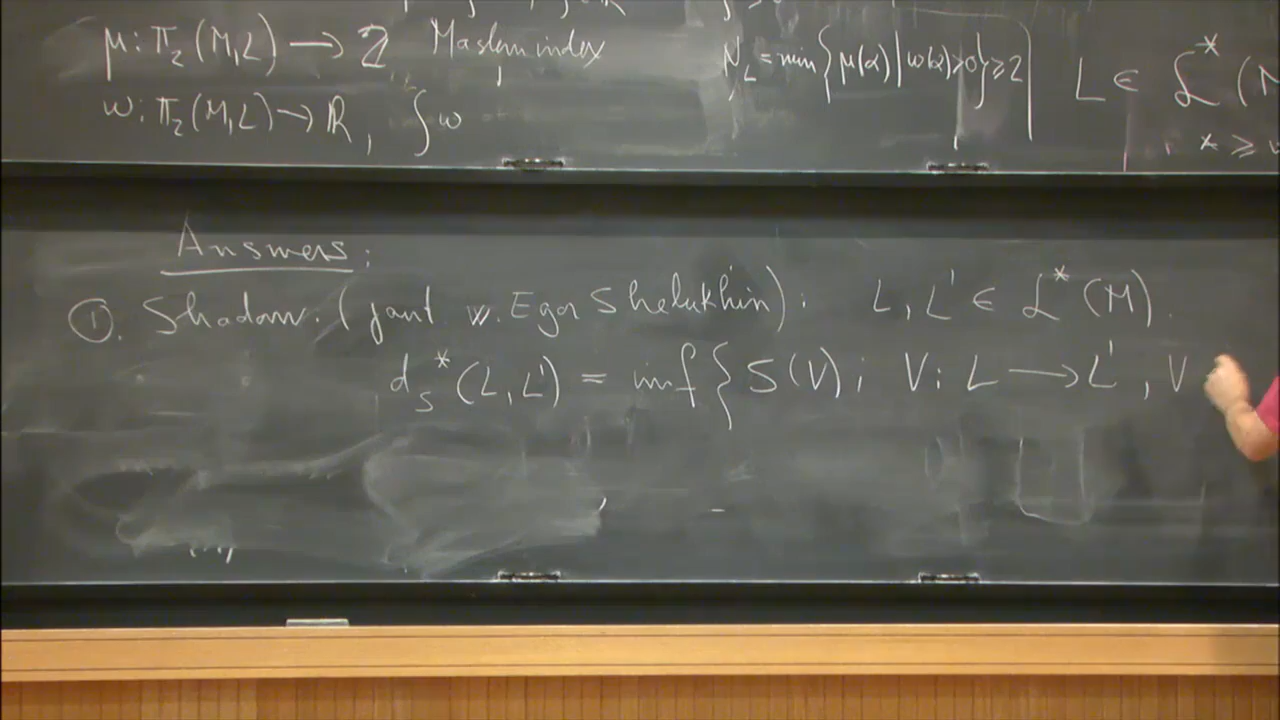 μ: π₂(M,L) → ℤ Maslov index
N_L = min{μ(α) | ω(α)>0} ≥ 2
L ∈ ℒ*(M
ω: π₂(M,L) → ℝ, ∫ω
* ≥
Answers:
①. Shadow. (joint w. Egor Shelukhin): L, L' ∈ ℒ*(M).
d_s*(L,L') = inf{S(V); V: L → L', V